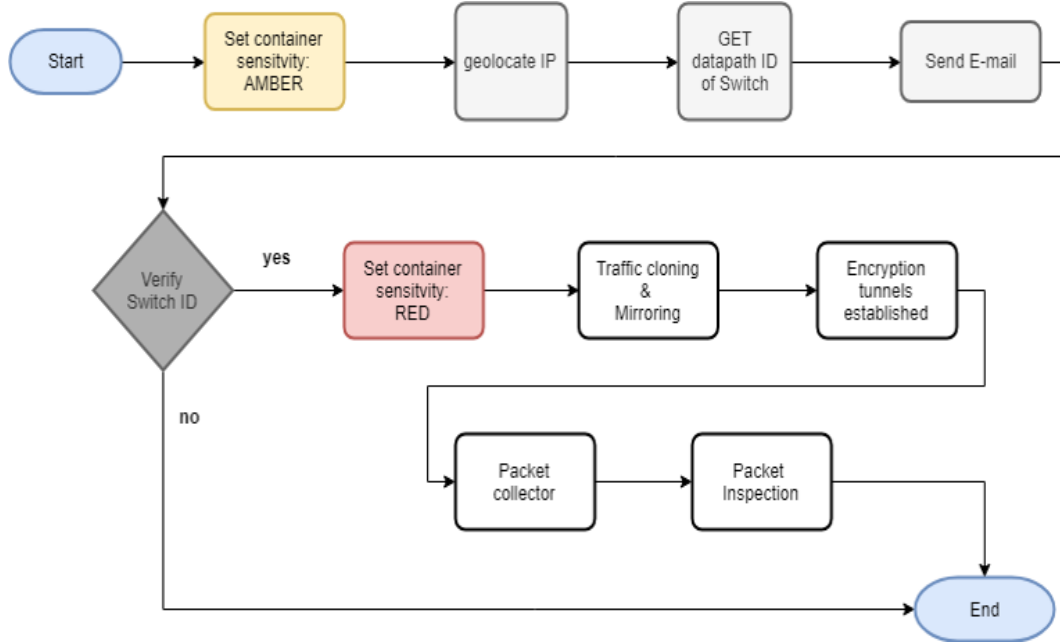 Start
Set container
sensitvity:
AMBER
geolocate IP
GET
datapath ID
of Switch
Send E-mail
Verify
Switch ID
yes
Set container
sensitvity:
RED
Traffic cloning
&
Mirroring
Encryption
tunnels
established
no
Packet
collector
Packet
Inspection
End